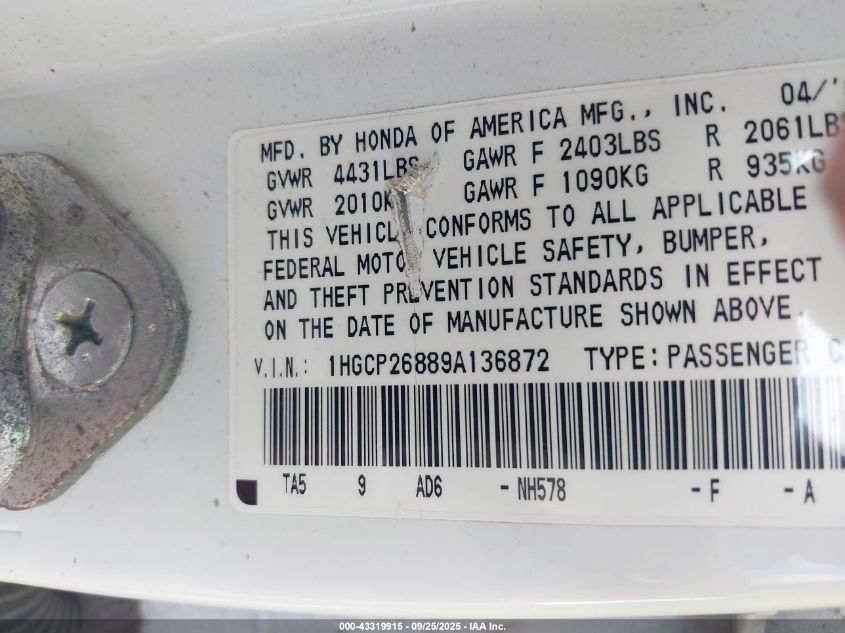 MFD. BY HONDA OF AMERICA MFG., INC. 04/
GVWR 4431LBS GAWR F 2403LBS R 2061LBS
GVWR 2010K GAWR F 1090KG R 935KG
THIS VEHICL CONFORMS TO ALL APPLICABLE
FEDERAL MOTO VEHICLE SAFETY, BUMPER,
AND THEFT PREVENTION STANDARDS IN EFFECT
ON THE DATE OF MANUFACTURE SHOWN ABOVE.
V.I.N.: 1HGCP26889A136872 TYPE: PASSENGER C
TA5 9 AD6 - NH578 - F - A
000-43319915 - 09/25/2025 - IAA Inc.